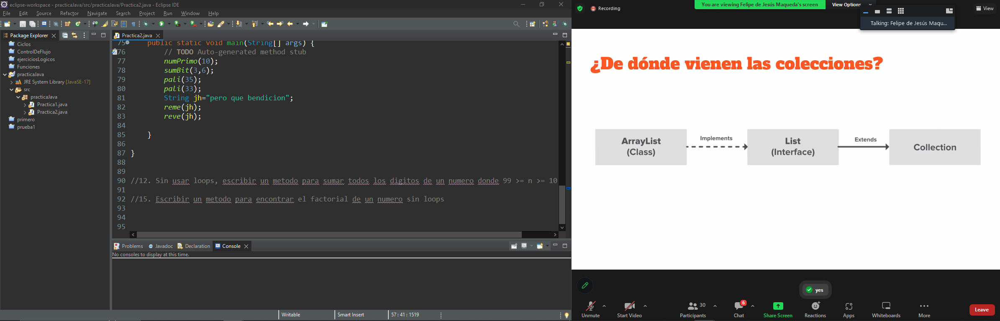 eclipse-workspace - practicaJava/src/practicaJava/Practica2.java - Eclipse IDE
File Edit Source Refactor Navigate Search Project Run Window Help
Package Explorer
Ciclos
ControlDeFlujo
ejerciciosLogicos
Funciones
practicaJava
JRE System Library [JavaSE-17]
src
practicaJava
Practica1.java
Practica2.java
primero
prueba1
Practica2.java
75 public static void main(String[] args) {
76 // TODO Auto-generated method stub
77 numPrimo(10);
78 sumBit(3,6);
79 pali(35);
80 pali(33);
81 String jh="pero que bendicion";
82 reme(jh);
83 reve(jh);
84
85 }
86
87 }
88
89
90 //12. Sin usar loops, escribir un metodo para sumar todos los digitos de un numero donde 99 >= n >= 10
91
92 //15. Escribir un metodo para encontrar el factorial de un numero sin loops
93
94
95
Problems Javadoc Declaration Console
No consoles to display at this time.
Writable Smart Insert 57 : 41 : 1519
Recording
You are viewing Felipe de Jesús Maqueda's screen
View Options
View
Talking: Felipe de Jesús Maqu...
¿De dónde vienen las colecciones?
ArrayList
(Class)
Implements
List
(Interface)
Extends
Collection
yes
Unmute
Start Video
Participants 30
Chat 6
Share Screen
Reactions
Apps
Whiteboards
More
Leave